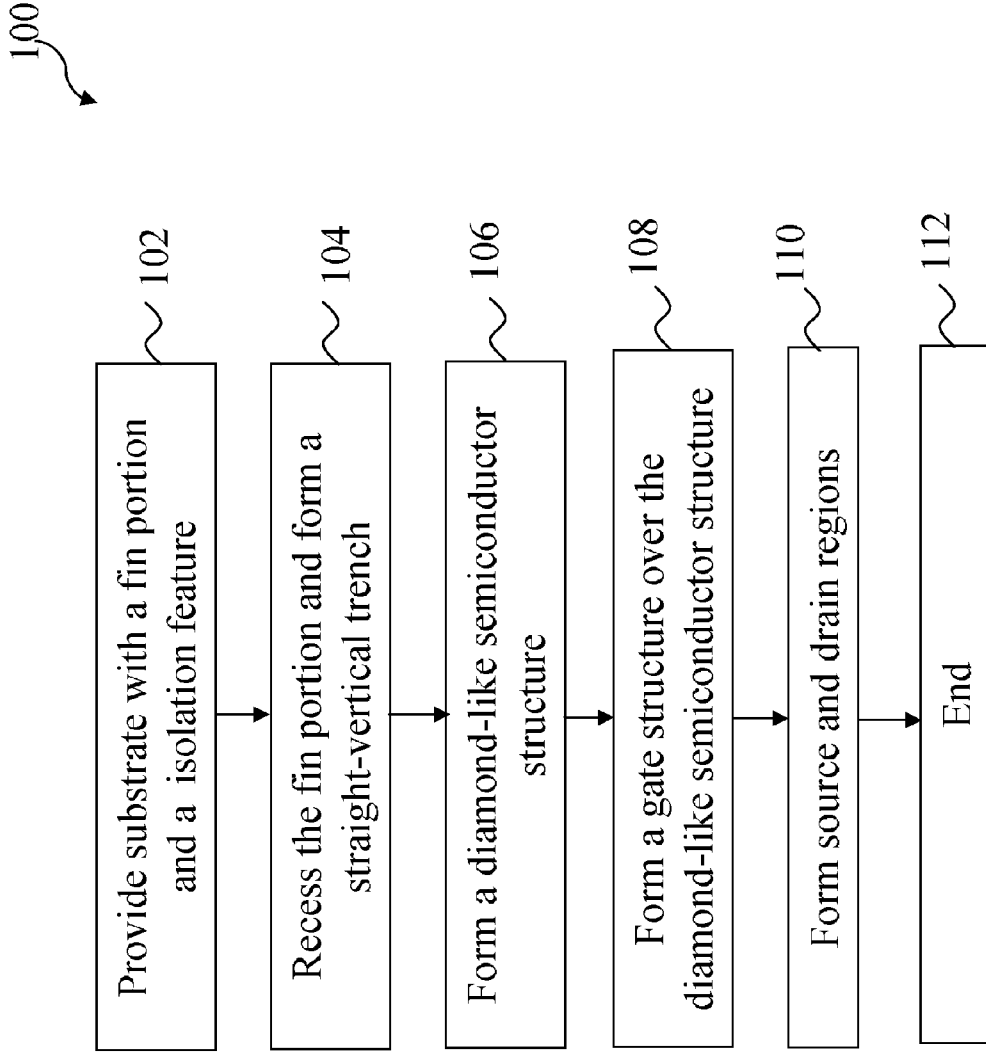 100
Provide substrate with a fin portion
and a isolation feature
102
Recess the fin portion and form a
straight-vertical trench
104
Form a diamond-like semiconductor
structure
106
Form a gate structure over the
diamond-like semiconductor structure
108
Form source and drain regions
110
End
112